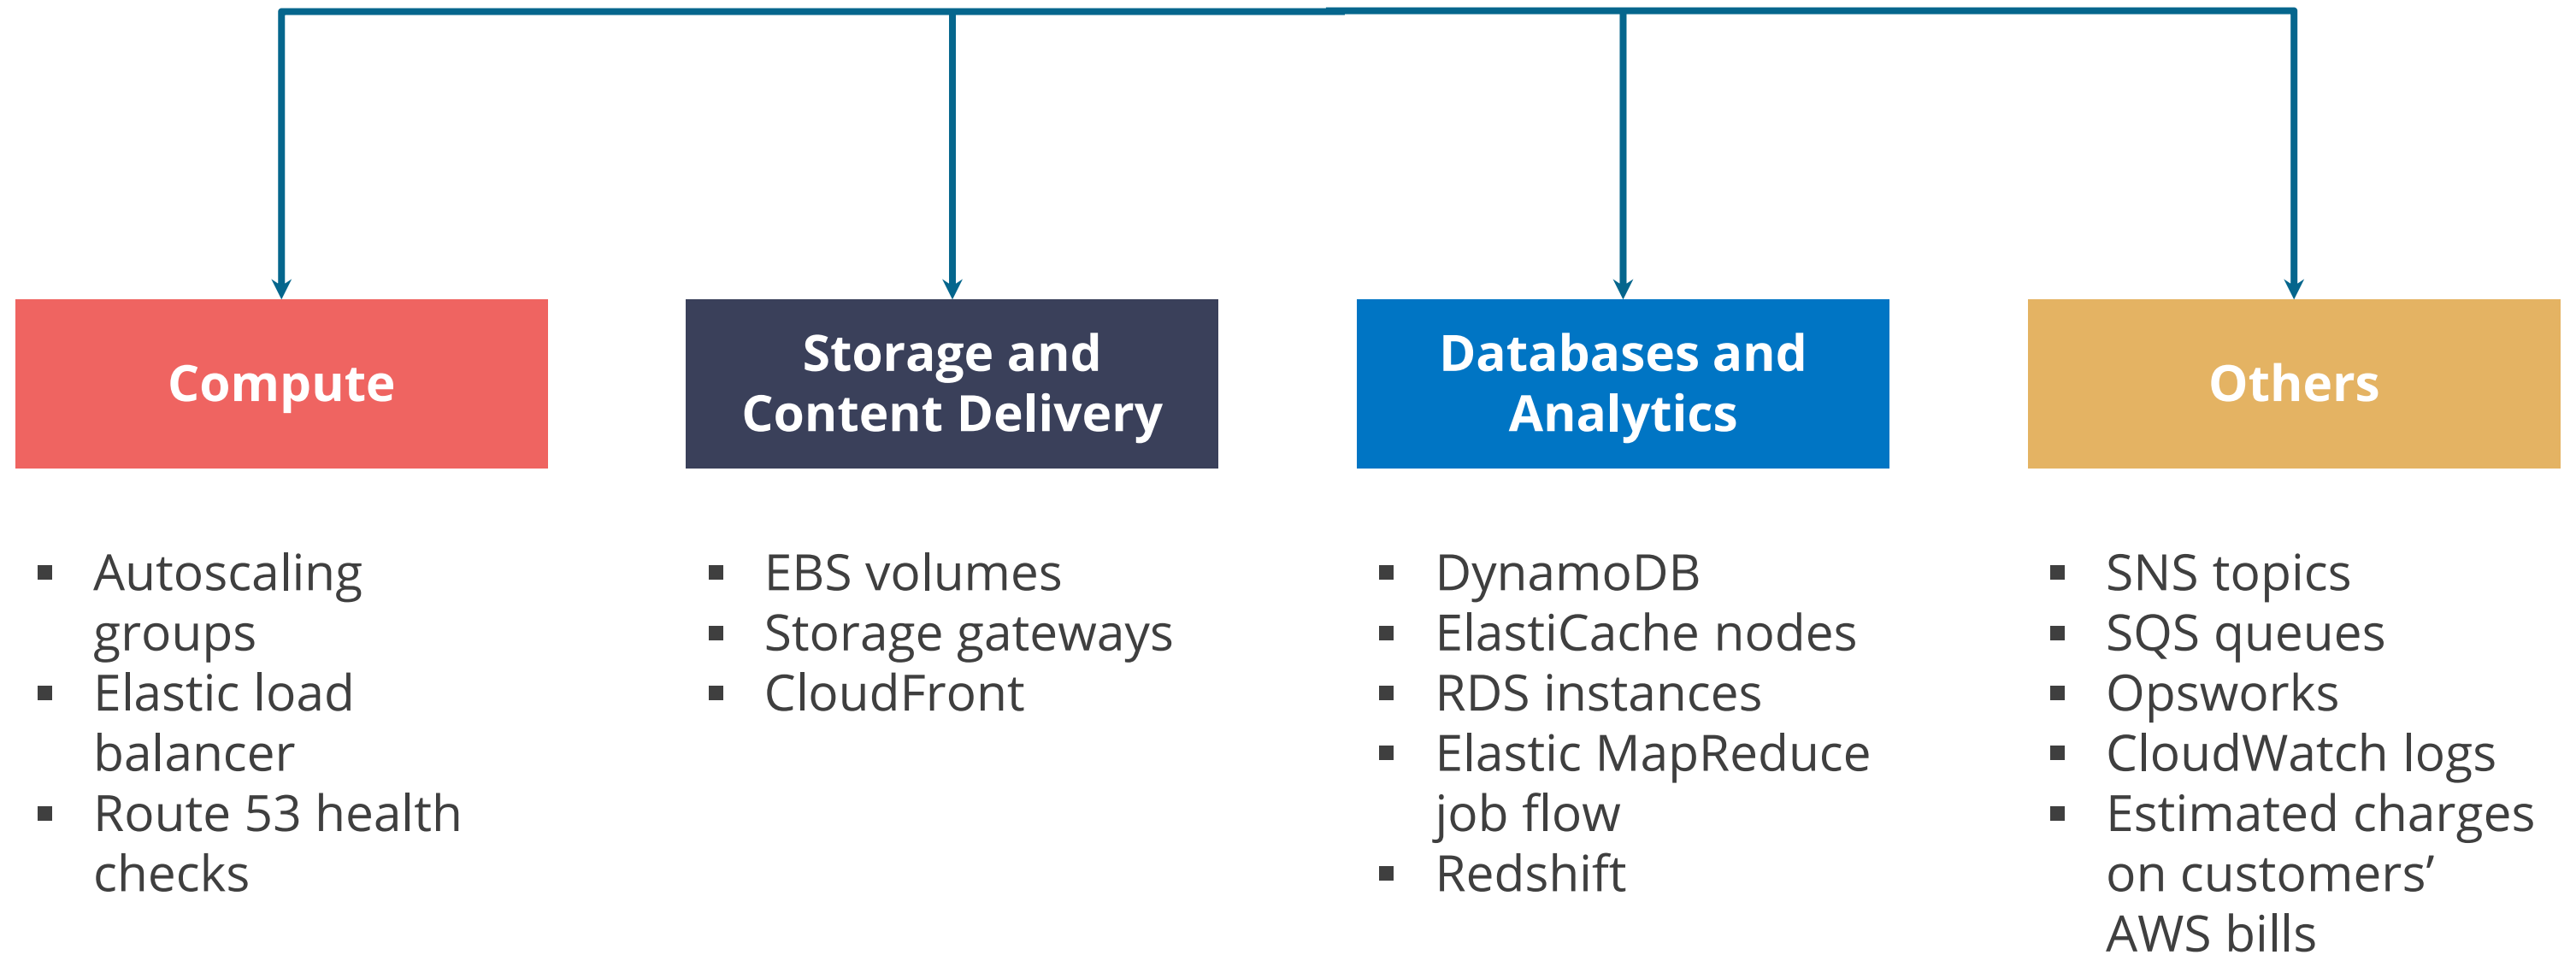 Compute
Autoscaling
groups
Elastic load
balancer
Route 53 health
checks
Storage and
Content Delivery
EBS volumes
Storage gateways
CloudFront
Databases and
Analytics
DynamoDB
ElastiCache nodes
RDS instances
Elastic MapReduce
job flow
Redshift
Others
SNS topics
SQS queues
Opsworks
CloudWatch logs
Estimated charges
on customers’
AWS bills